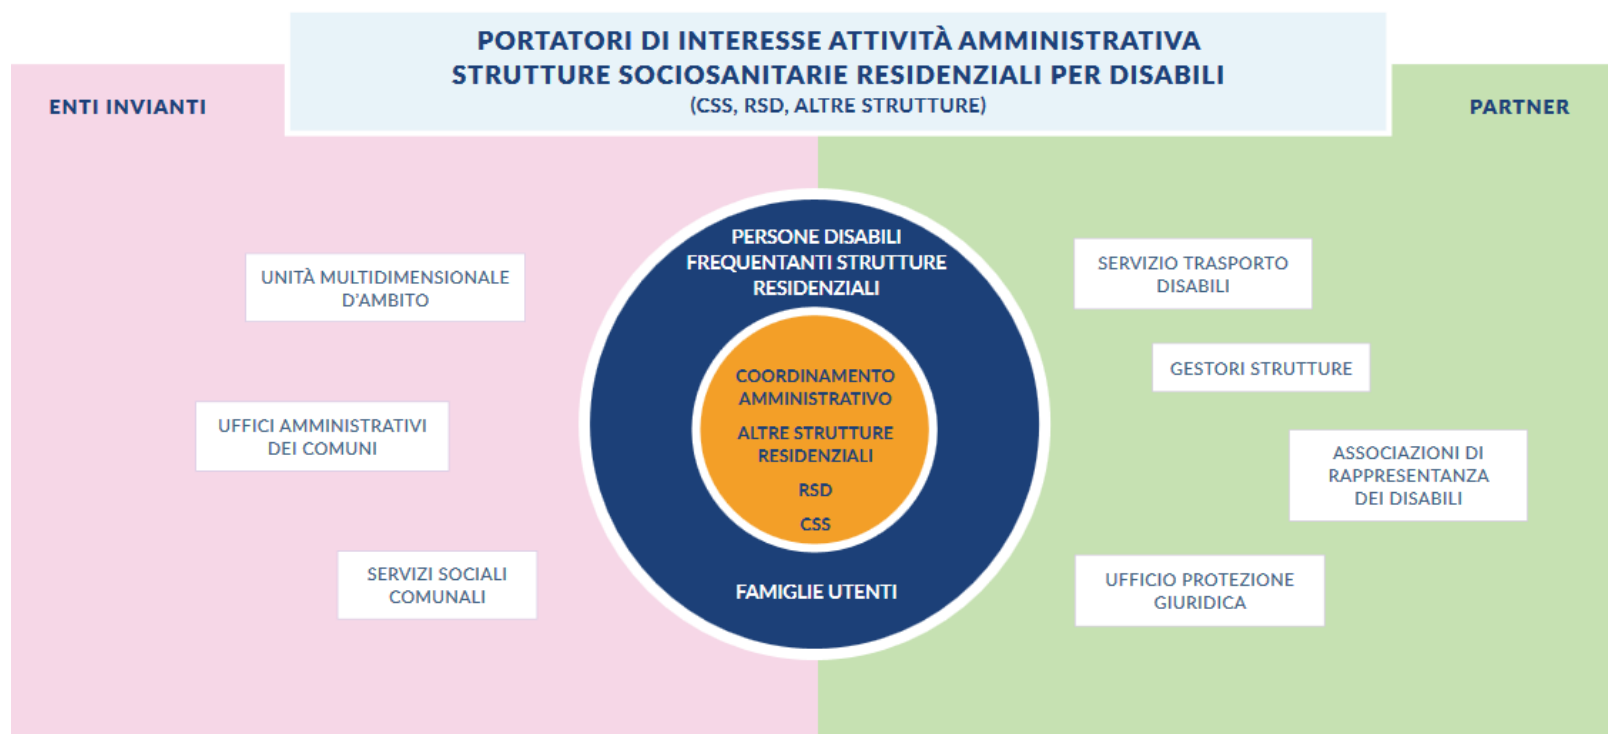 PORTATORI DI INTERESSE ATTIVITÀ AMMINISTRATIVA
STRUTTURE SOCIOSANITARIE RESIDENZIALI PER DISABILI
(CSS, RSD, ALTRE STRUTTURE)
ENTI INVIANTI
UNITÀ MULTIDIMENSIONALE
D'AMBITO
UFFICI AMMINISTRATIVI
DEI COMUNI
SERVIZI SOCIALI
COMUNALI
PERSONE DISABILI
FREQUENTANTI STRUTTURE
RESIDENZIALI
COORDINAMENTO
AMMINISTRATIVO
ALTRE STRUTTURE
RESIDENZIALI
RSD
CSS
FAMIGLIE UTENTI
PARTNER
SERVIZIO TRASPORTO
DISABILI
GESTORI STRUTTURE
ASSOCIAZIONI DI
RAPPRESENTANZA
DEI DISABILI
UFFICIO PROTEZIONE
GIURIDICA